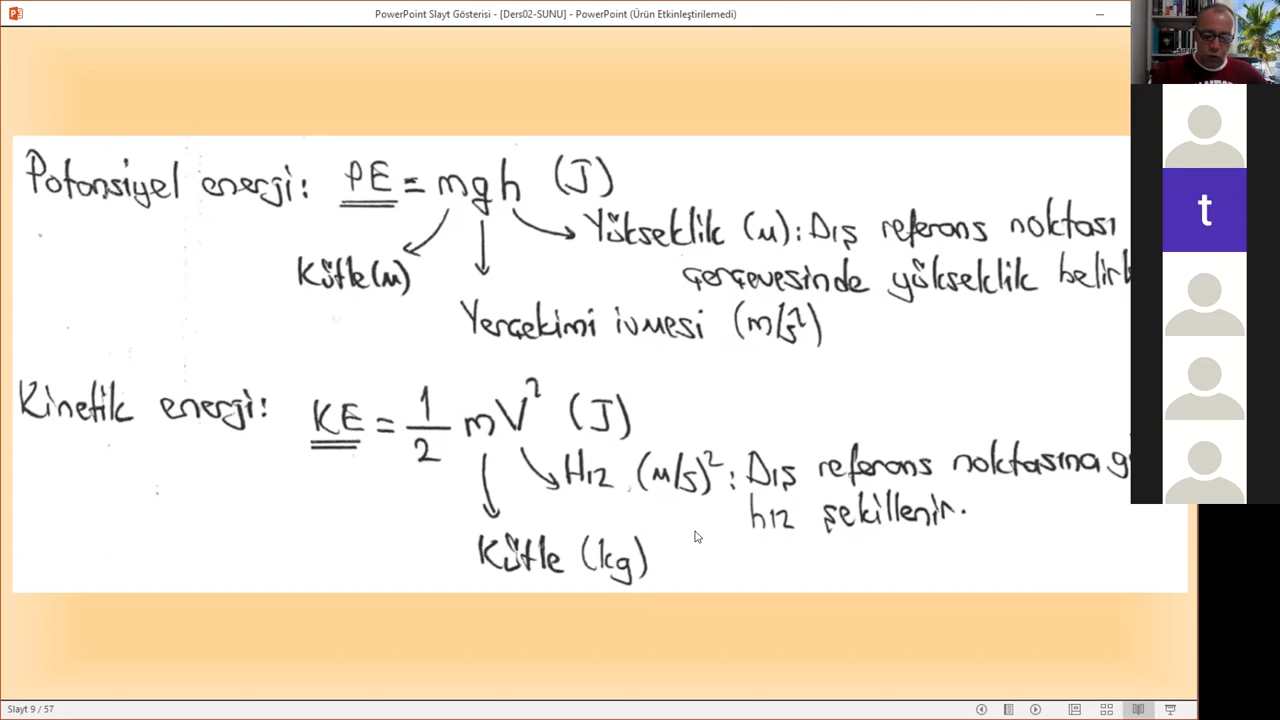 PowerPoint Slayt Gösterisi - [Ders02-SUNU] - PowerPoint (Ürün Etkinleştirilemedi)
Potansiyel enerji: PE = mgh (J)
Yükseklik (m): Dış referans noktası
Kütle(m)
çerçevesinde yükseklik
Yerçekimi ivmesi (m/s²)
Kinetik enerji: KE = 1/2 mV² (J)
Hız (m/s)²: Dış referans noktasına
hız şekillenir.
Kütle (kg)
t
Slayt 9 / 57